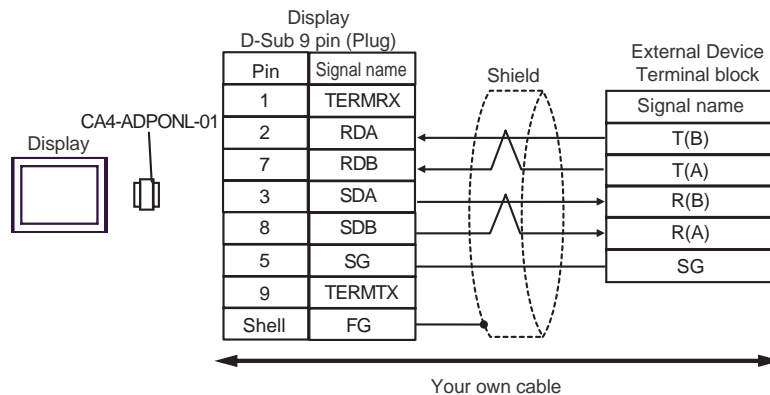 Display
D-Sub 9 pin (Plug)
External Device
Terminal block
Pin Signal name
Shield
Signal name
1 TERMRX
CA4-ADPONL-01
Display
2 RDA
T(B)
7 RDB
T(A)
3 SDA
R(B)
8 SDB
R(A)
5 SG
SG
9 TERMTX
Shell FG
Your own cable